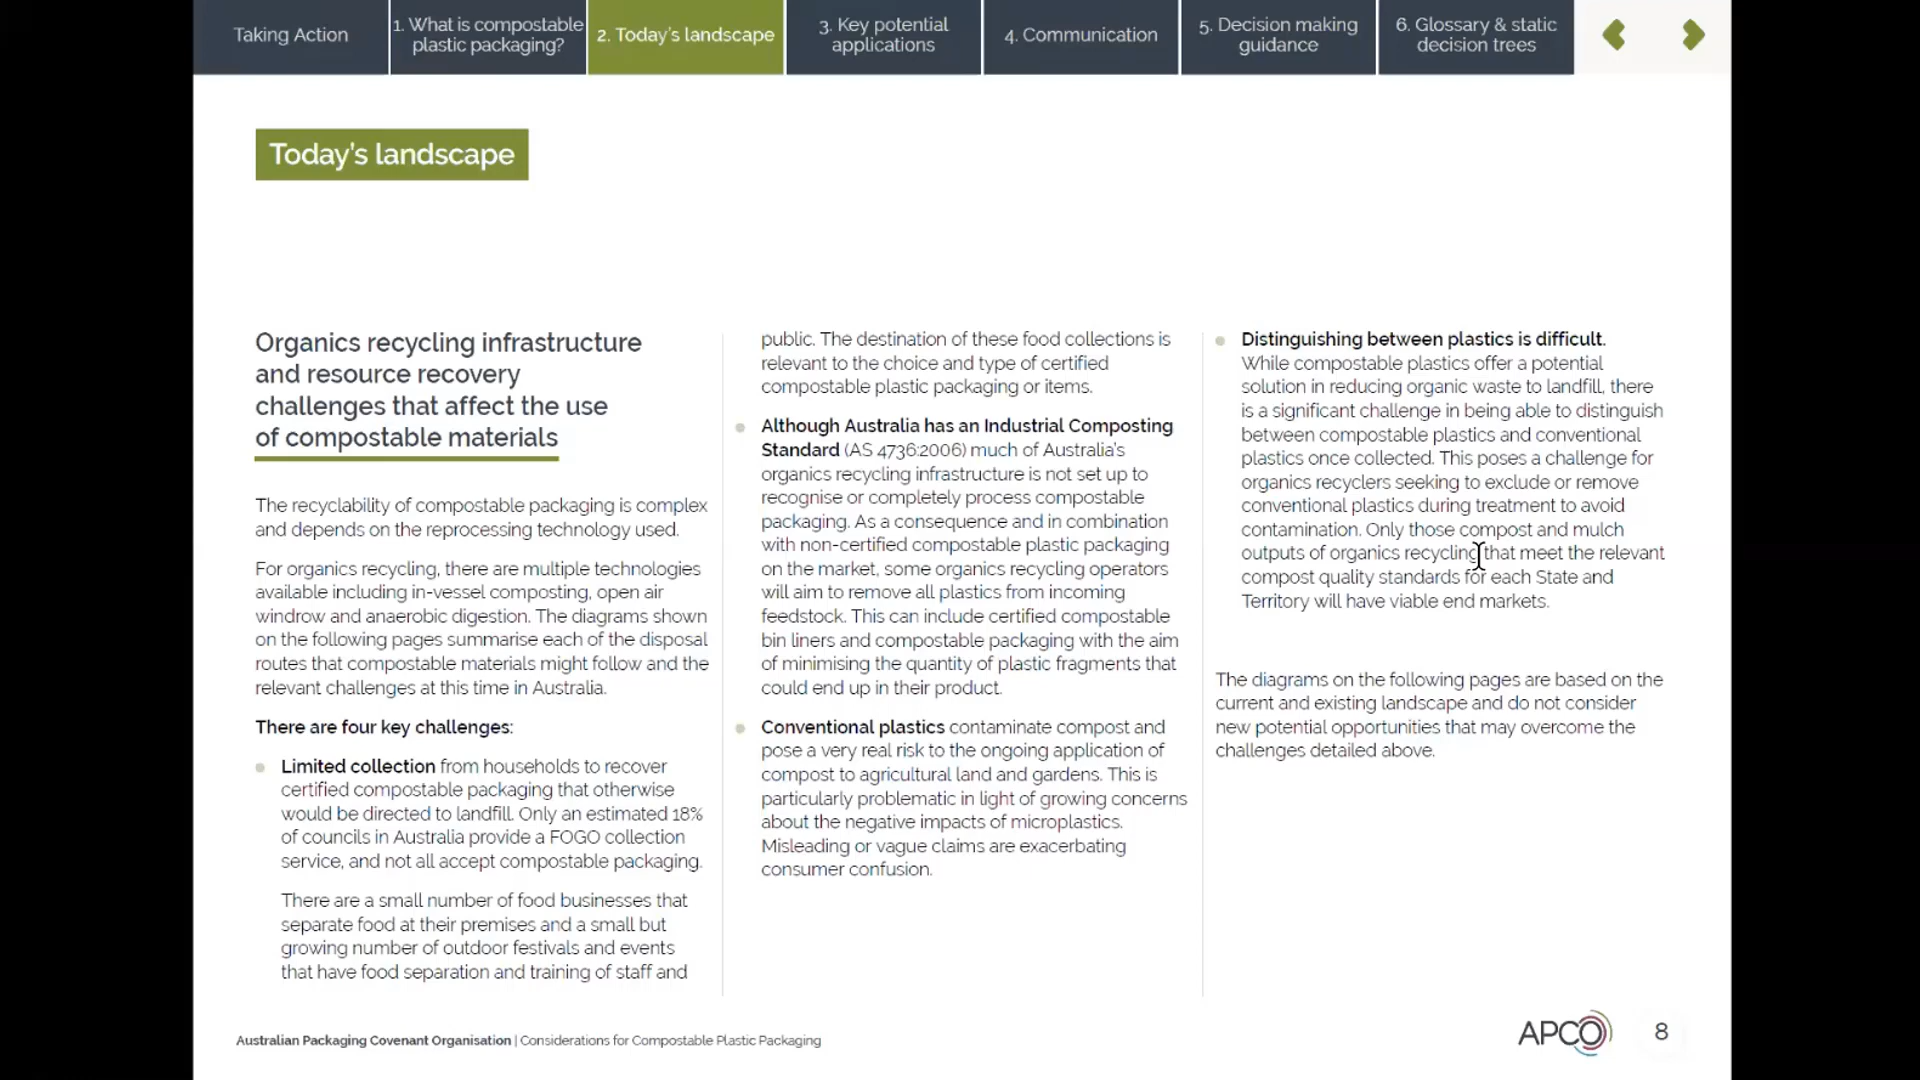 Taking Action
1. What is compostable
plastic packaging?
2. Today's landscape
3. Key potential
applications
4. Communication
5. Decision making
guidance
6. Glossary & static
decision trees
Today's landscape
Organics recycling infrastructure
and resource recovery
challenges that affect the use
of compostable materials
The recyclability of compostable packaging is complex
and depends on the reprocessing technology used.
For organics recycling, there are multiple technologies
available including in-vessel composting, open air
windrow and anaerobic digestion. The diagrams shown
on the following pages summarise each of the disposal
routes that compostable materials might follow and the
relevant challenges at this time in Australia.
There are four key challenges:
Limited collection from households to recover
certified compostable packaging that otherwise
would be directed to landfill. Only an estimated 18%
of councils in Australia provide a FOGO collection
service, and not all accept compostable packaging.
There are a small number of food businesses that
separate food at their premises and a small but
growing number of outdoor festivals and events
that have food separation and training of staff and
public. The destination of these food collections is
relevant to the choice and type of certified
compostable plastic packaging or items.
Although Australia has an Industrial Composting
Standard (AS 4736:2006) much of Australia's
organics recycling infrastructure is not set up to
recognise or completely process compostable
packaging. As a consequence and in combination
with non-certified compostable plastic packaging
on the market, some organics recycling operators
will aim to remove all plastics from incoming
feedstock. This can include certified compostable
bin liners and compostable packaging with the aim
of minimising the quantity of plastic fragments that
could end up in their product.
Conventional plastics contaminate compost and
pose a very real risk to the ongoing application of
compost to agricultural land and gardens. This is
particularly problematic in light of growing concerns
about the negative impacts of microplastics.
Misleading or vague claims are exacerbating
consumer confusion.
Distinguishing between plastics is difficult.
While compostable plastics offer a potential
solution in reducing organic waste to landfill, there
is a significant challenge in being able to distinguish
between compostable plastics and conventional
plastics once collected. This poses a challenge for
organics recyclers seeking to exclude or remove
conventional plastics during treatment to avoid
contamination. Only those compost and mulch
outputs of organics recycling that meet the relevant
compost quality standards for each State and
Territory will have viable end markets.
The diagrams on the following pages are based on the
current and existing landscape and do not consider
new potential opportunities that may overcome the
challenges detailed above.
Australian Packaging Covenant Organisation | Considerations for Compostable Plastic Packaging
APCO
8